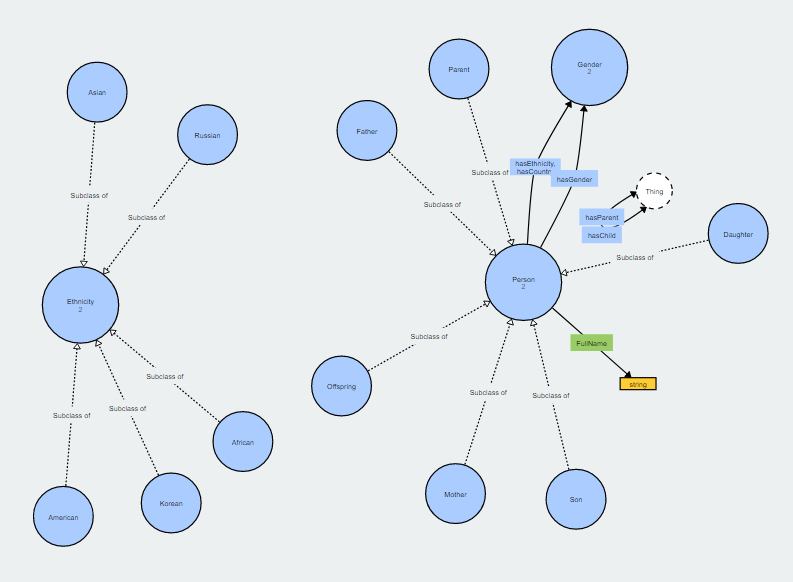 Asian
Russian
Subclass of
Subclass of
Ethnicity
2
Subclass of
Subclass of
Subclass of
African
Korean
American
Parent
Gender
2
Father
Subclass of
hasEthnicity,
hasGender
Thing
Subclass of
hasParent
hasChild
Daughter
Subclass of
Person
2
Subclass of
FullName
string
Offspring
Subclass of
Subclass of
Mother
Son